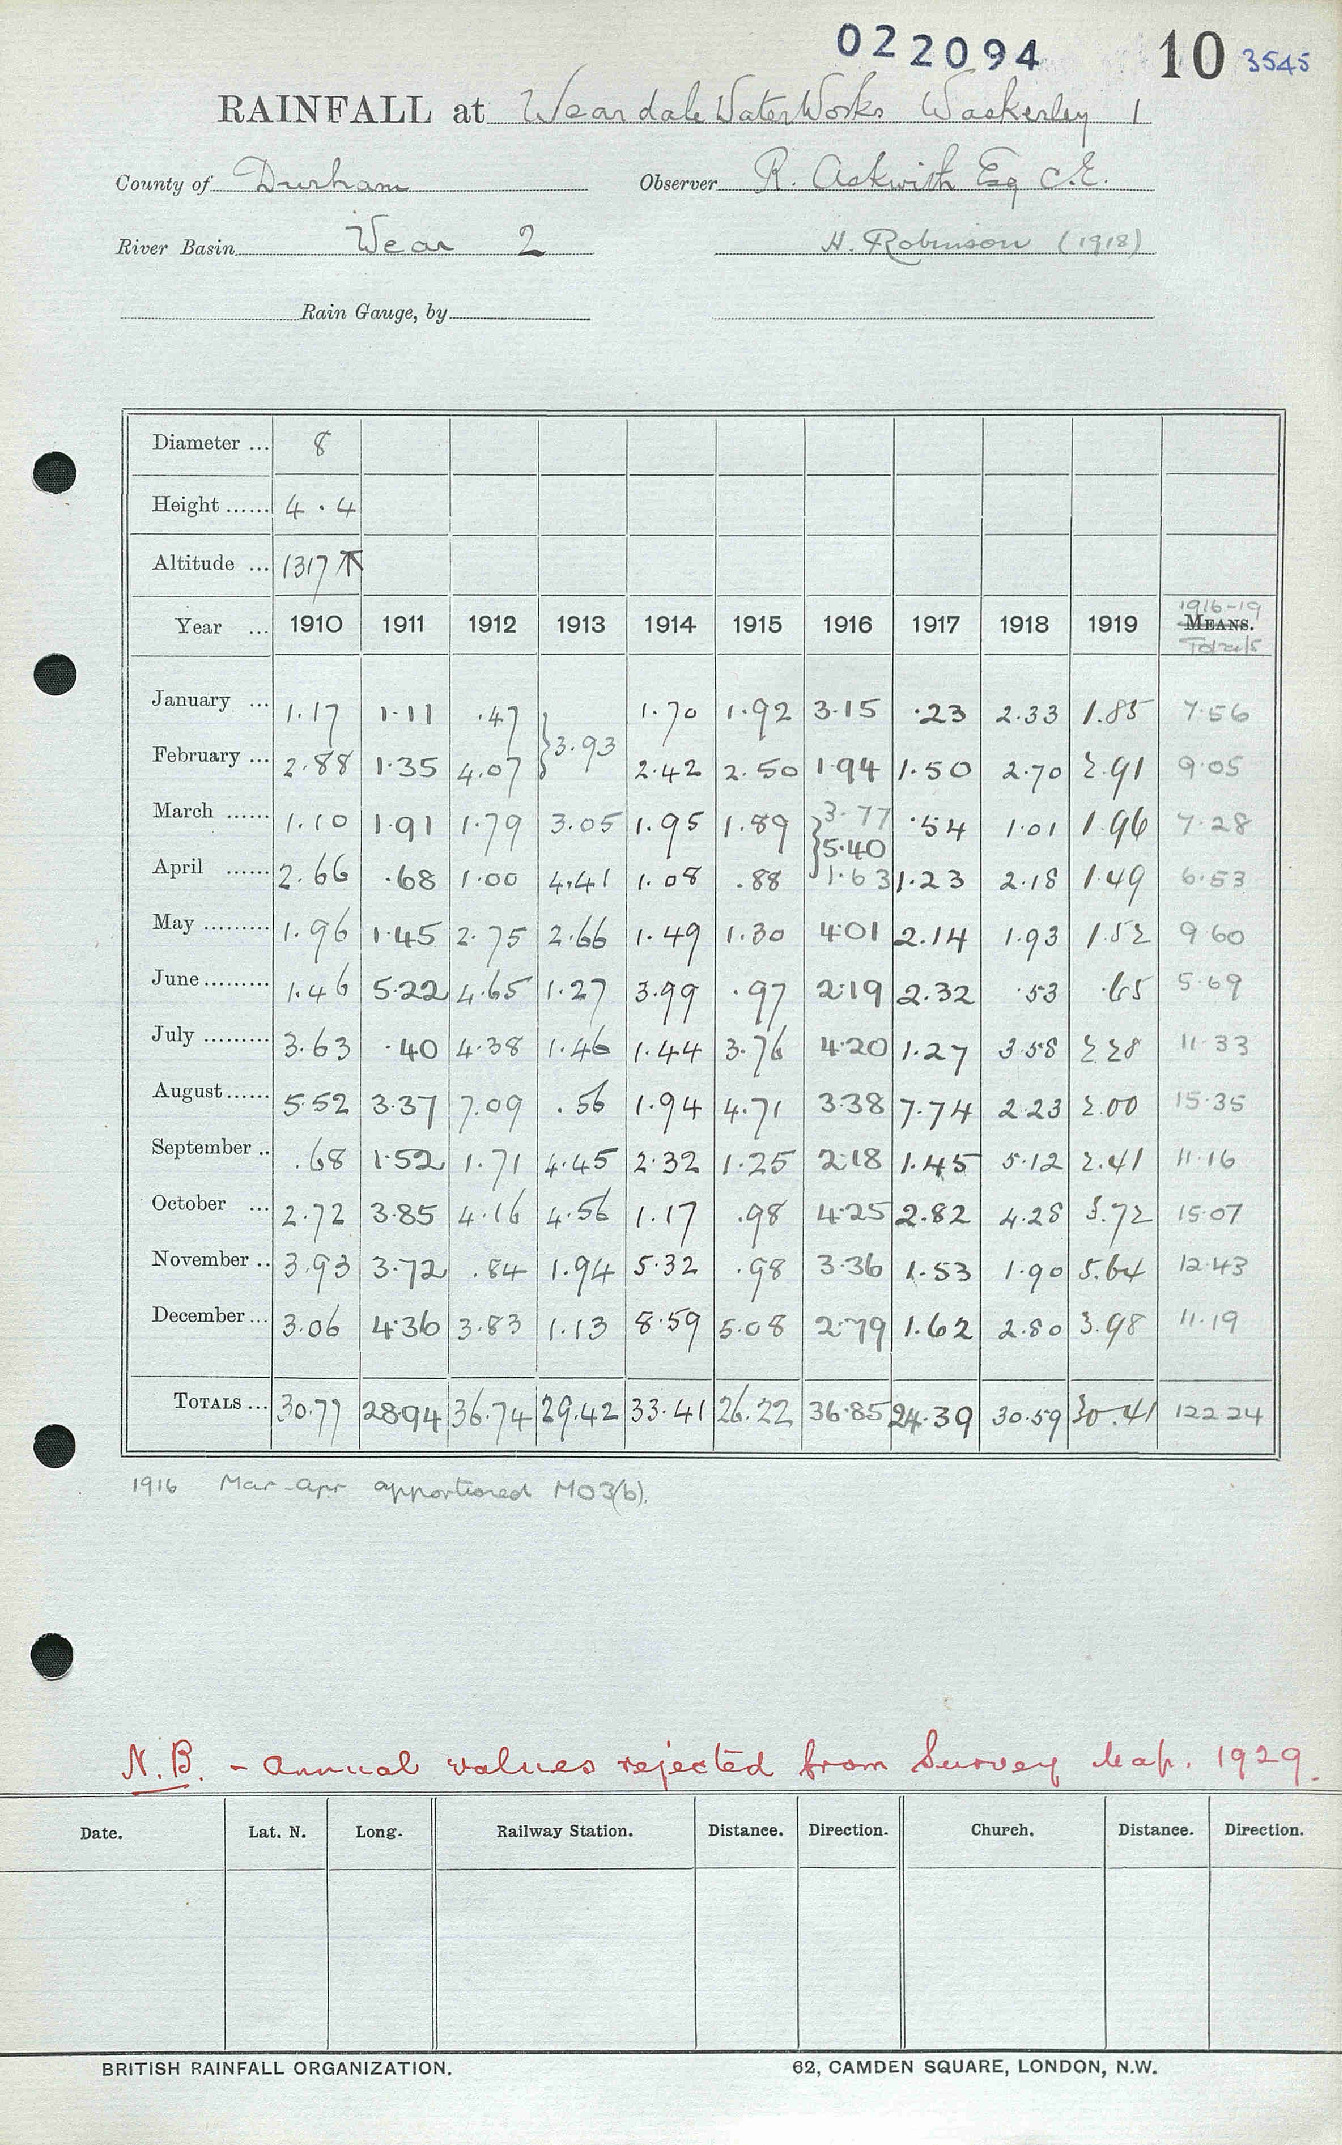 022094 10 3545
RAINFALL at Weardale Water Works Waskerley 1
County of Durham Observer R. Askwith Esq C.E.
River Basin Wear 2 H. Robinson (1918)
Rain Gauge, by
Diameter ... 8
Height ...... 4 . 4
Altitude ... 1317
Year ... 1910 1911 1912 1913 1914 1915 1916 1917 1918 1919 1916-19 MEANS. Totals
January ... 1.17 1.11 .47 1.70 1.92 3.15 .23 2.33 1.85 7.56
3.93
February ... 2.88 1.35 4.07 2.42 2.50 1.94 1.50 2.70 2.91 9.05
March ...... 1.10 1.91 1.79 3.05 1.95 1.89 3.77 .54 1.01 1.96 7.28
5.40
April ...... 2.66 .68 1.00 4.41 1.08 .88 1.63 1.23 2.18 1.49 6.53
May ......... 1.96 1.45 2.75 2.66 1.49 1.30 4.01 2.14 1.93 1.52 9.60
June ......... 1.46 5.22 4.65 1.27 3.99 .97 2.19 2.32 .53 .65 5.69
July ......... 3.63 .40 4.38 1.46 1.44 3.76 4.20 1.27 3.58 2.28 11.33
August ...... 5.52 3.37 7.09 .56 1.94 4.71 3.38 7.74 2.23 2.00 15.35
September .. .68 1.52 1.71 4.45 2.32 1.25 2.18 1.45 5.12 2.41 11.16
October ... 2.72 3.85 4.16 4.56 1.17 .98 4.25 2.82 4.28 3.72 15.07
November .. 3.93 3.72 .84 1.94 5.32 .98 3.36 1.53 1.90 5.64 12.43
December ... 3.06 4.36 3.83 1.13 8.59 5.08 2.79 1.62 2.80 3.98 11.19
TOTALS ... 30.77 28.94 36.74 29.42 33.41 26.22 36.85 24.39 30.59 30.41 122.24
1916 Mar-Apr apportioned MO3(b).
N.B. - Annual values rejected from Survey Map. 1929.
Date. Lat. N. Long. Railway Station. Distance. Direction. Church. Distance. Direction.
BRITISH RAINFALL ORGANIZATION. 62, CAMDEN SQUARE, LONDON, N.W.